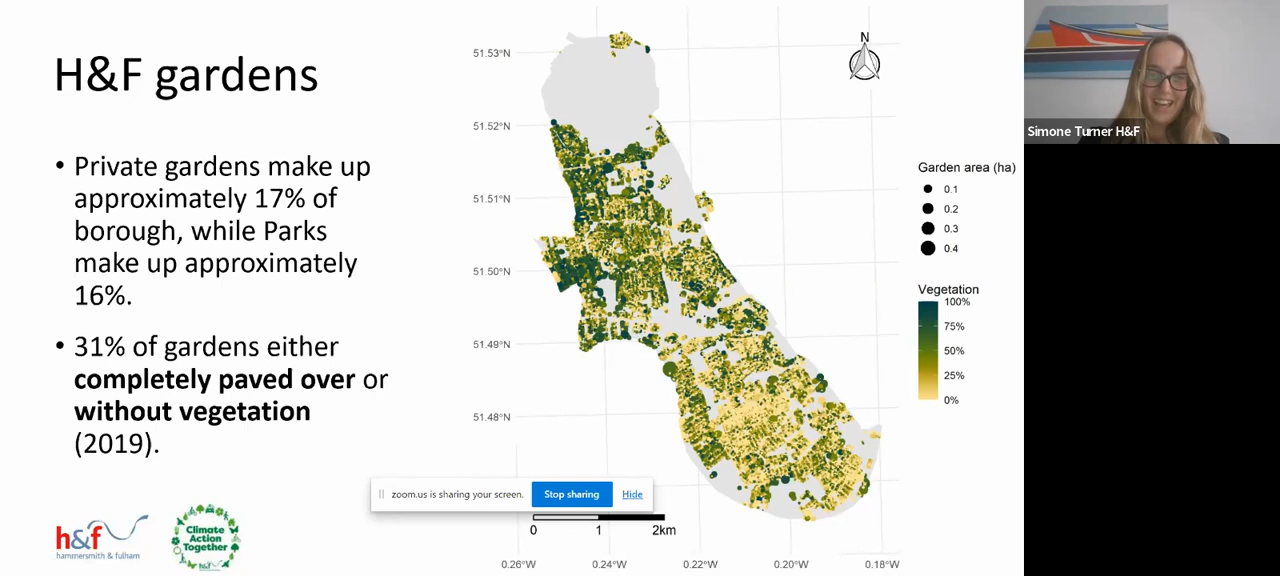 H&F gardens
• Private gardens make up
approximately 17% of
borough, while Parks
make up approximately
16%.
• 31% of gardens either
completely paved over or
without vegetation
(2019).
h&f
hammersmith & fulham
Climate
Action
Together
h&f
51.53°N
51.52°N
51.51°N
51.50°N
51.49°N
51.48°N
N
Garden area (ha)
0.1
0.2
0.3
0.4
Vegetation
100%
75%
50%
25%
0%
zoom.us is sharing your screen.
Stop sharing
Hide
0 1 2km
0.26°W 0.24°W 0.22°W 0.20°W 0.18°W
Simone Turner H&F